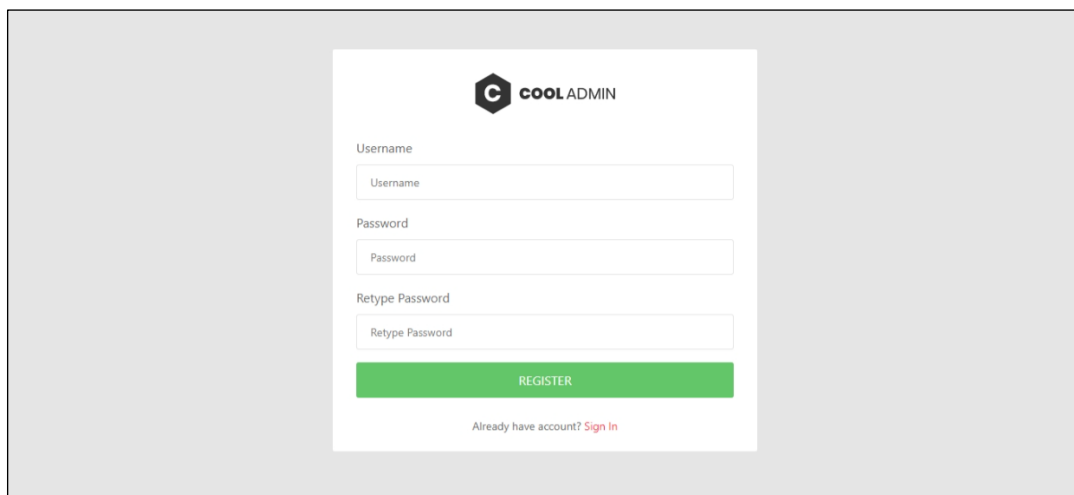 C COOL ADMIN
Username
Username
Password
Password
Retype Password
Retype Password
REGISTER
Already have account? Sign In